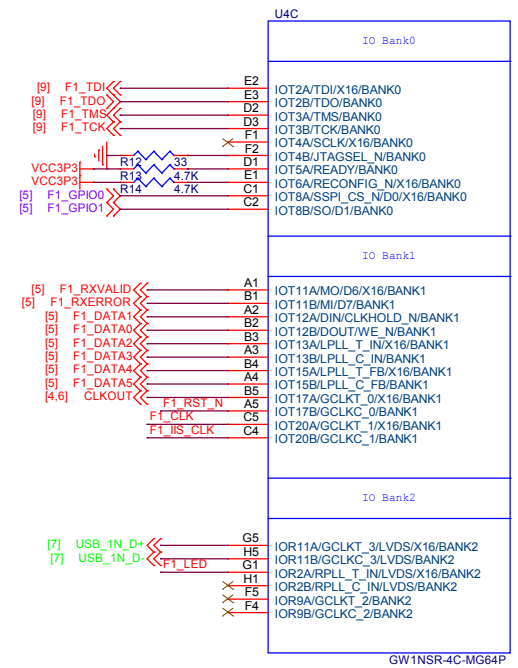 U4C
IO Bank0
[9] F1_TDI E2 IOT2A/TDI/X16/BANK0
[9] F1_TDO E3 IOT2B/TDO/BANK0
[9] F1_TMS D2 IOT3A/TMS/BANK0
[9] F1_TCK D3 IOT3B/TCK/BANK0
F1 IOT4A/SCLK/X16/BANK0
F2 IOT4B/JTAGSEL_N/BANK0
R12 33 D1 IOT5A/READY/BANK0
VCC3P3 R13 4.7K E1 IOT6A/RECONFIG_N/X16/BANK0
VCC3P3 R14 4.7K C1 IOT8A/SSPI_CS_N/D0/X16/BANK0
[5] F1_GPIO0
[5] F1_GPIO1 C2 IOT8B/SO/D1/BANK0
IO Bank1
[5] F1_RXVALID A1 IOT11A/MO/D6/X16/BANK1
[5] F1_RXERROR B1 IOT11B/MI/D7/BANK1
[5] F1_DATA1 A2 IOT12A/DIN/CLKHOLD_N/BANK1
[5] F1_DATA0 B2 IOT12B/DOUT/WE_N/BANK1
[5] F1_DATA2 B3 IOT13A/LPLL_T_IN/X16/BANK1
[5] F1_DATA3 A3 IOT13B/LPLL_C_IN/BANK1
[5] F1_DATA4 B4 IOT15A/LPLL_T_FB/X16/BANK1
[5] F1_DATA5 A4 IOT15B/LPLL_C_FB/BANK1
[4,6] CLKOUT B5 IOT17A/GCLKT_0/X16/BANK1
F1_RST_N A5 IOT17B/GCLKC_0/BANK1
F1_CLK C5 IOT20A/GCLKT_1/X16/BANK1
F1_IIS_CLK C4 IOT20B/GCLKC_1/BANK1
IO Bank2
[7] USB_1N_D+ G5 IOR11A/GCLKT_3/LVDS/X16/BANK2
[7] USB_1N_D- H5 IOR11B/GCLKC_3/LVDS/BANK2
F1_LED G1 IOR2A/RPLL_T_IN/LVDS/X16/BANK2
H1 IOR2B/RPLL_C_IN/LVDS/BANK2
F5 IOR9A/GCLKT_2/BANK2
F4 IOR9B/GCLKC_2/BANK2
GW1NSR-4C-MG64P